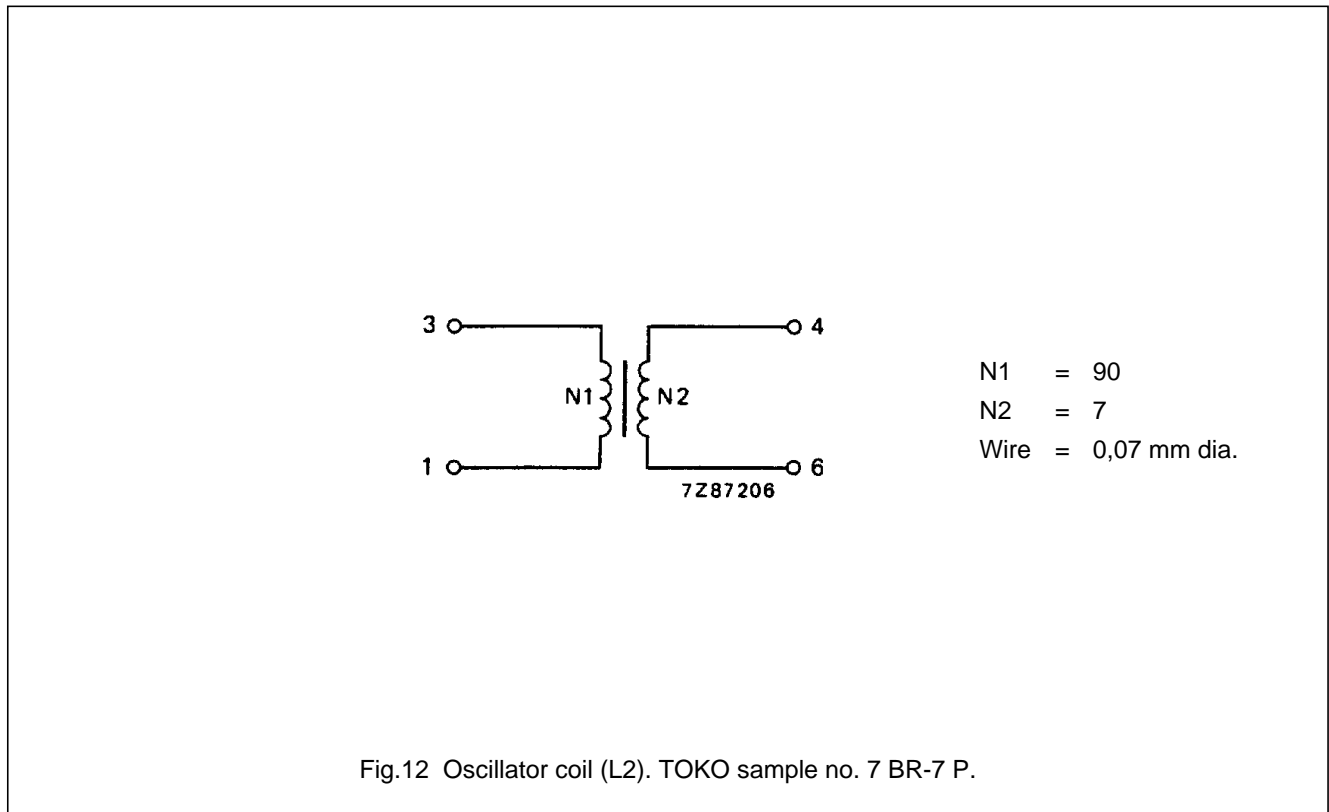 3 4
N1 N2
1 6
7Z87206
N1 = 90
N2 = 7
Wire = 0,07 mm dia.
Fig.12 Oscillator coil (L2). TOKO sample no. 7 BR-7 P.